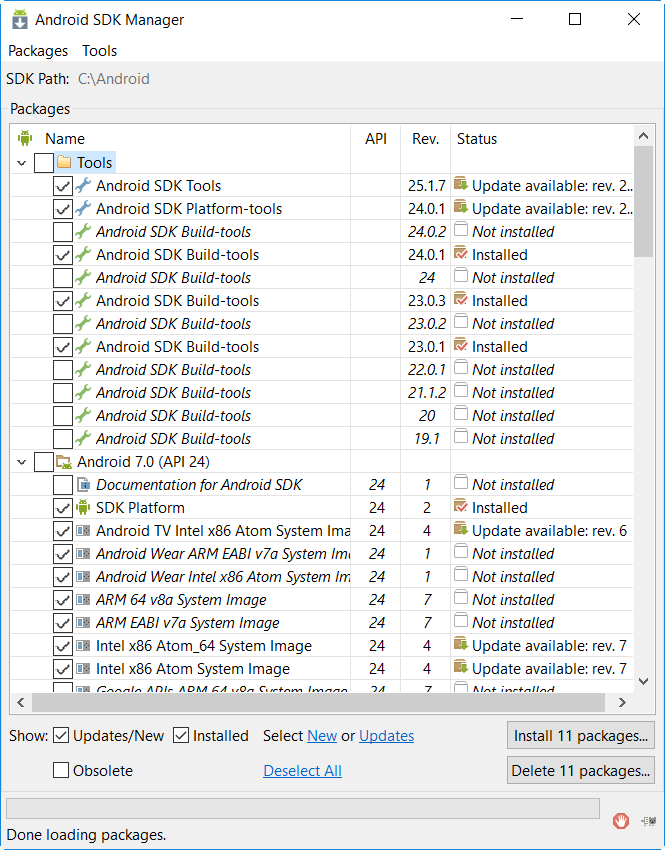 Android SDK Manager
Packages Tools
SDK Path: C:\Android
Packages
Name API Rev. Status
Tools
Android SDK Tools 25.1.7 Update available: rev. 2...
Android SDK Platform-tools 24.0.1 Update available: rev. 2...
Android SDK Build-tools 24.0.2 Not installed
Android SDK Build-tools 24.0.1 Installed
Android SDK Build-tools 24 Not installed
Android SDK Build-tools 23.0.3 Installed
Android SDK Build-tools 23.0.2 Not installed
Android SDK Build-tools 23.0.1 Installed
Android SDK Build-tools 22.0.1 Not installed
Android SDK Build-tools 21.1.2 Not installed
Android SDK Build-tools 20 Not installed
Android SDK Build-tools 19.1 Not installed
Android 7.0 (API 24)
Documentation for Android SDK 24 1 Not installed
SDK Platform 24 2 Installed
Android TV Intel x86 Atom System Ima 24 4 Update available: rev. 6
Android Wear ARM EABI v7a System Im 24 1 Not installed
Android Wear Intel x86 Atom System Im 24 1 Not installed
ARM 64 v8a System Image 24 7 Not installed
ARM EABI v7a System Image 24 7 Not installed
Intel x86 Atom_64 System Image 24 4 Update available: rev. 7
Intel x86 Atom System Image 24 4 Update available: rev. 7
Google APIs ARM 64 v8a System Image 24 7 Not installed
Show: Updates/New Installed Select New or Updates Install 11 packages...
Obsolete Deselect All Delete 11 packages...
Done loading packages.